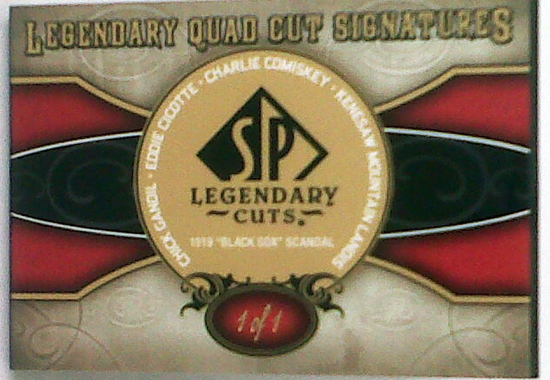 LEGENDARY QUAD CUT SIGNATURES
CHICK GANDIL · EDDIE CICOTTE · CHARLIE COMISKEY · KENESAW MOUNTAIN LANDIS
SP
LEGENDARY
~CUTS.~
1919 "BLACK SOX" SCANDAL
1 of 1